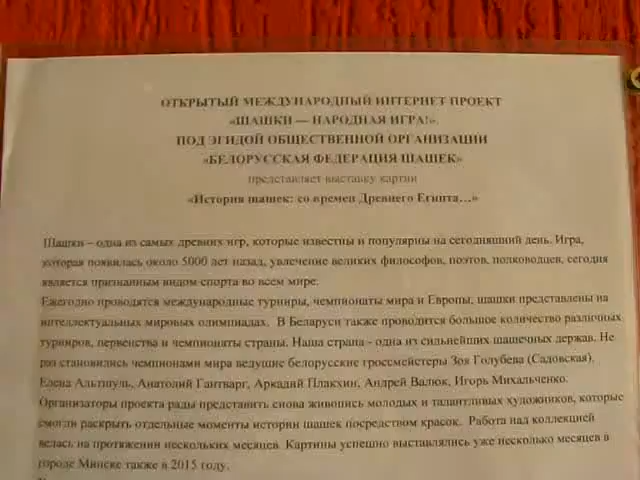 ОТКРЫТЫЙ МЕЖДУНАРОДНЫЙ ИНТЕРНЕТ ПРОЕКТ
«ШАШКИ — НАРОДНАЯ ИГРА!»
ПОД ЭГИДОЙ ОБЩЕСТВЕННОЙ ОРГАНИЗАЦИИ
«БЕЛОРУССКАЯ ФЕДЕРАЦИЯ ШАШЕК»
представляет выставку картин
«История шашек: со времен Древнего Египта…»
Шашки – одна из самых древних игр, которые известны и популярны на сегодняшний день. Игра,
которая появилась около 5000 лет назад, увлечение великих философов, поэтов, полководцев, сегодня
является признанным видом спорта во всем мире.
Ежегодно проводятся международные турниры, чемпионаты мира и Европы, шашки представлены на
интеллектуальных мировых олимпиадах. В Беларуси также проводится большое количество различных
турниров, первенства и чемпионаты страны. Наша страна - одна из сильнейших шашечных держав. Не
раз становились чемпионами мира ведущие белорусские гроссмейстеры Зоя Голубева (Садовская),
Елена Альтшуль, Анатолий Гантварг, Аркадий Плакхин, Андрей Валюк, Игорь Михальченко.
Организаторы проекта рады представить снова живопись молодых и талантливых художников, которые
смогли раскрыть отдельные моменты истории шашек посредством красок. Работа над коллекцией
велась на протяжении нескольких месяцев. Картины успешно выставлялись уже несколько месяцев в
городе Минске также в 2015 году.